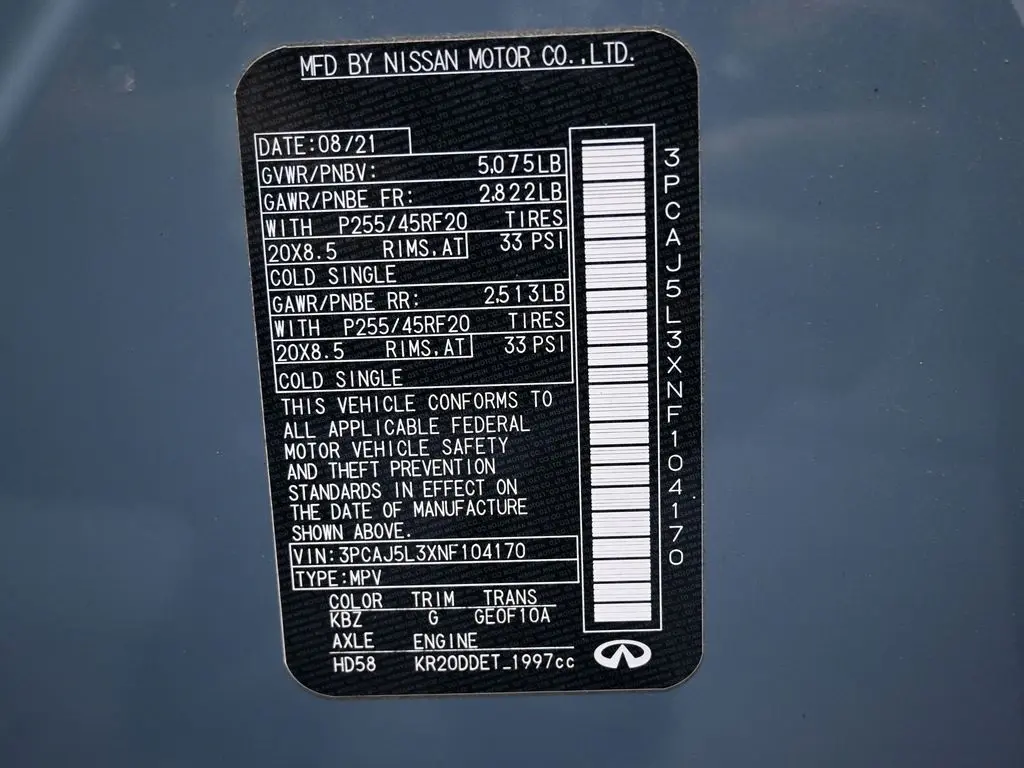 MFD BY NISSAN MOTOR CO.,LTD.
DATE:08/21
GVWR/PNBV: 5,075LB
GAWR/PNBE FR: 2,822LB
WITH P255/45RF20 TIRES
20X8.5 RIMS,AT 33 PSI
COLD SINGLE
GAWR/PNBE RR: 2,513LB
WITH P255/45RF20 TIRES
20X8.5 RIMS,AT 33 PSI
COLD SINGLE
THIS VEHICLE CONFORMS TO
ALL APPLICABLE FEDERAL
MOTOR VEHICLE SAFETY
AND THEFT PREVENTION
STANDARDS IN EFFECT ON
THE DATE OF MANUFACTURE
SHOWN ABOVE.
VIN:3PCAJ5L3XNF104170
TYPE:MPV
COLOR TRIM TRANS
KBZ G GEOF10A
AXLE ENGINE
HD58 KR20DDET_1997cc
3PCAJ5L3XNF104170